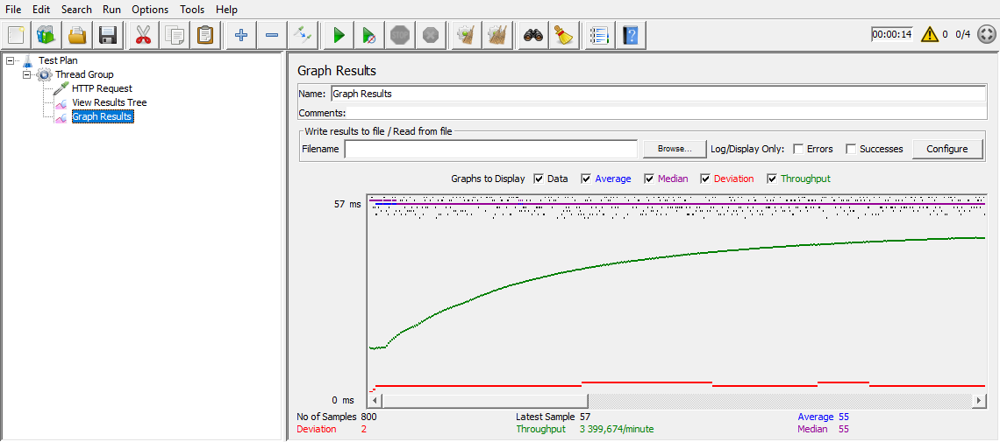 File Edit Search Run Options Tools Help
00:00:14 0 0/4
Test Plan
Thread Group
HTTP Request
View Results Tree
Graph Results
Graph Results
Name: Graph Results
Comments:
Write results to file / Read from file
Filename Browse... Log/Display Only: Errors Successes Configure
Graphs to Display Data Average Median Deviation Throughput
57 ms
0 ms
No of Samples 800 Latest Sample 57 Average 55
Deviation 2 Throughput 3 399,674/minute Median 55